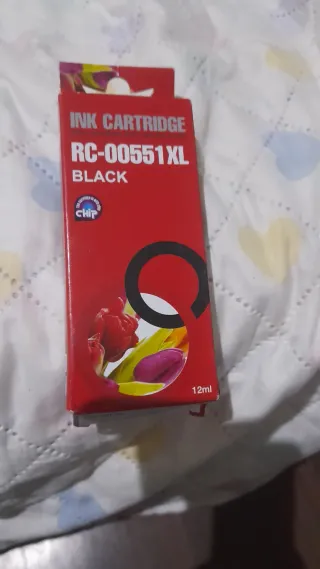 INK CARTRIDGE
RC-00551XL
BLACK
CHIP
12ml